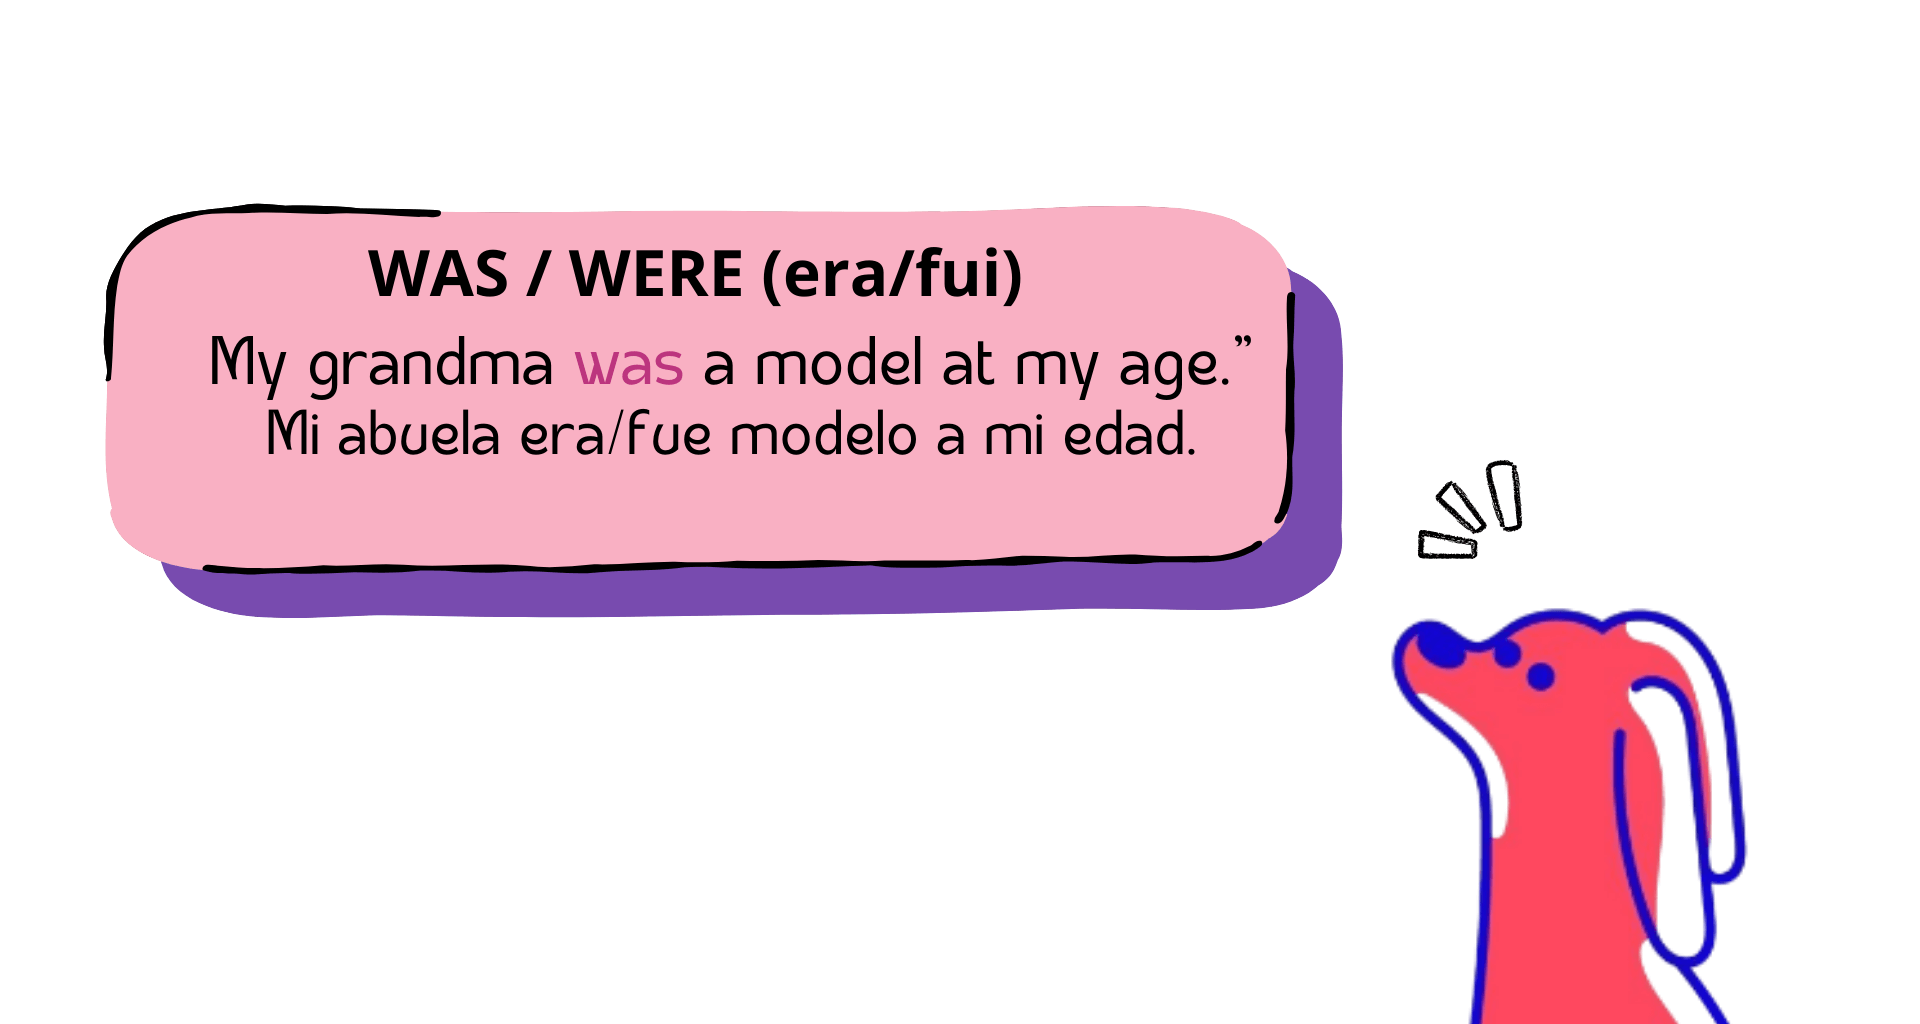 WAS / WERE (era/fui)
My grandma was a model at my age.”
Mi abuela era/fue modelo a mi edad.